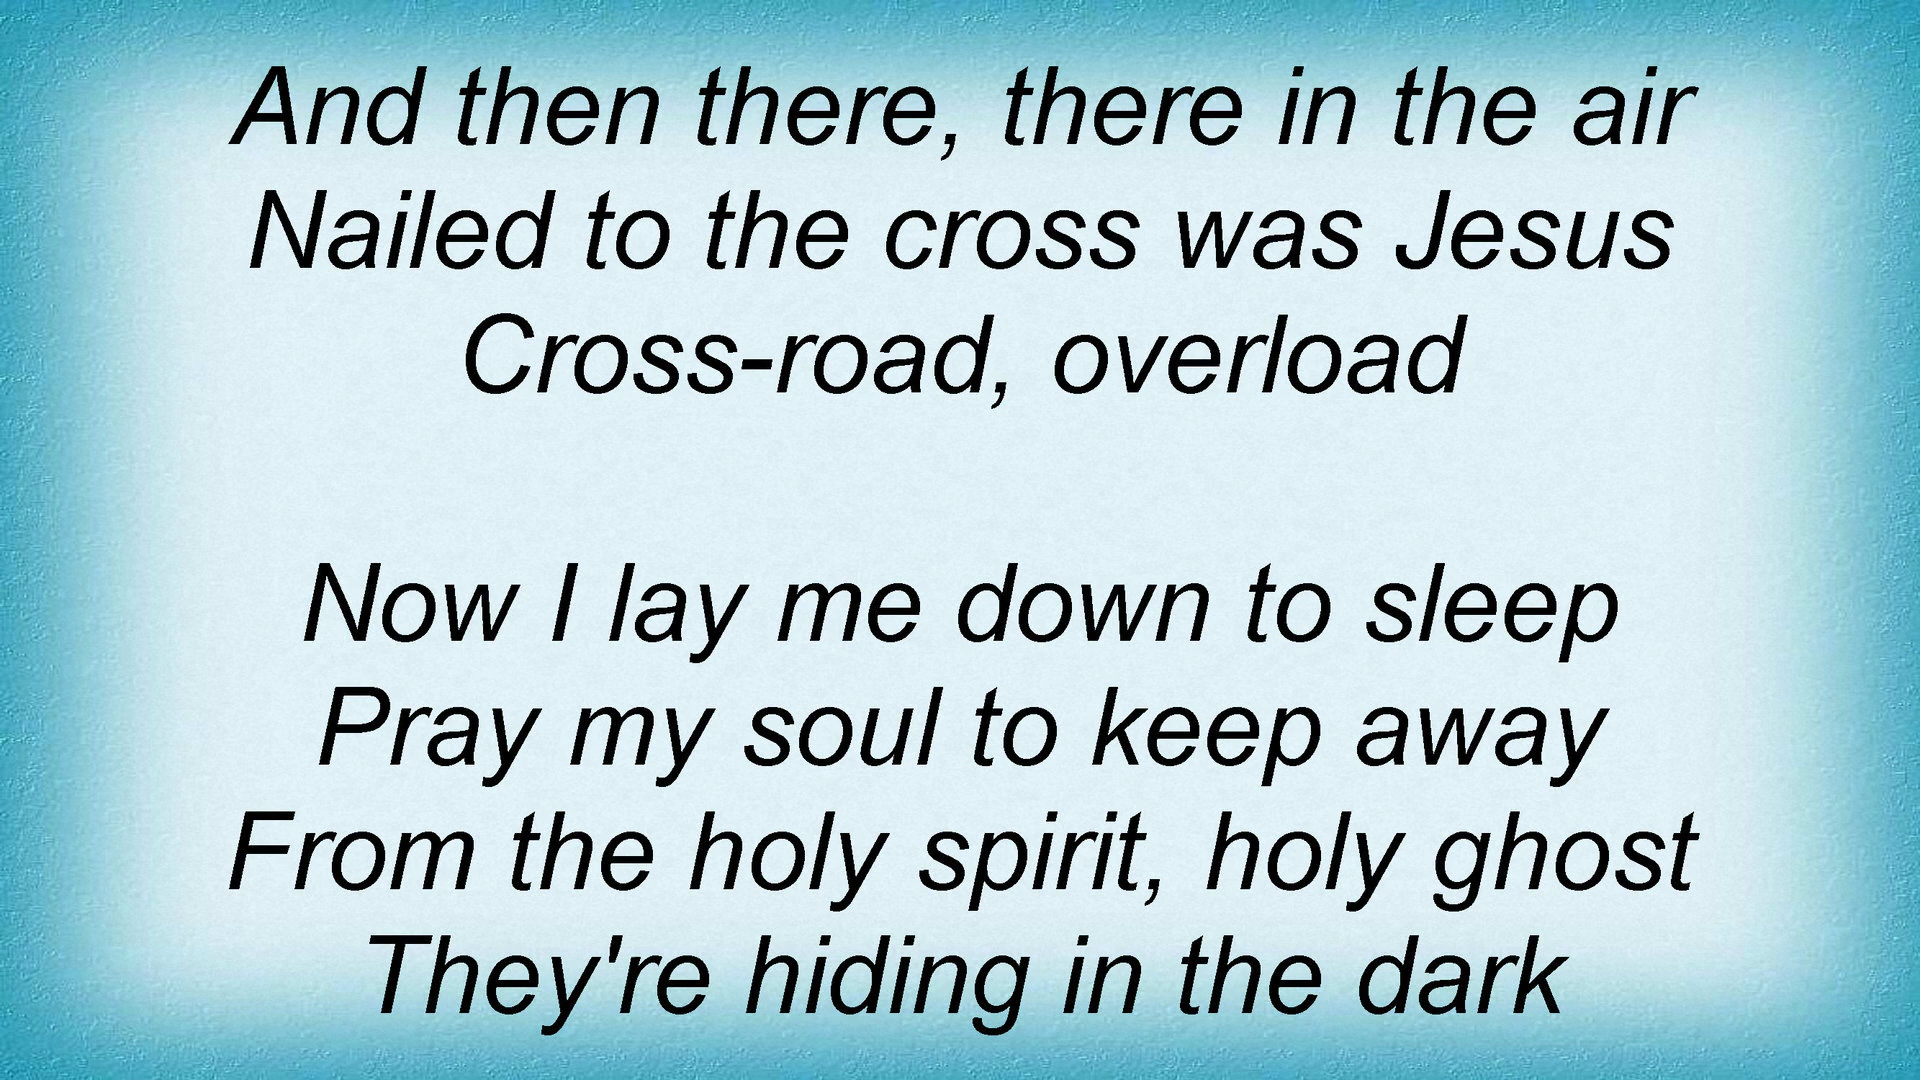 And then there, there in the air
Nailed to the cross was Jesus
Cross-road, overload
Now I lay me down to sleep
Pray my soul to keep away
From the holy spirit, holy ghost
They're hiding in the dark